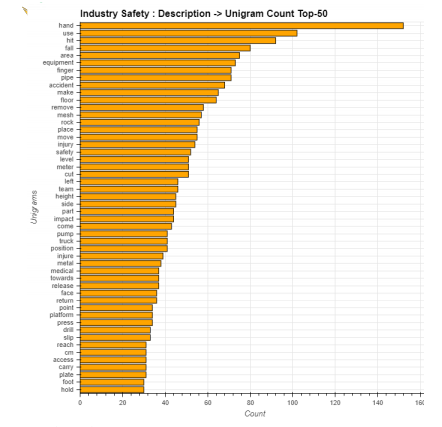 Industry Safety : Description -> Unigram Count Top-50
hand
use
hit
fall
area
equipment
finger
pipe
accident
make
floor
remove
mesh
rock
place
move
injury
safety
level
meter
cut
left
team
height
side
part
impact
come
pump
truck
position
injure
metal
medical
towards
release
face
return
point
platform
press
drill
slip
reach
cm
access
carry
plate
foot
hold
Unigrams
0 20 40 60 80 100 120 140 160
Count